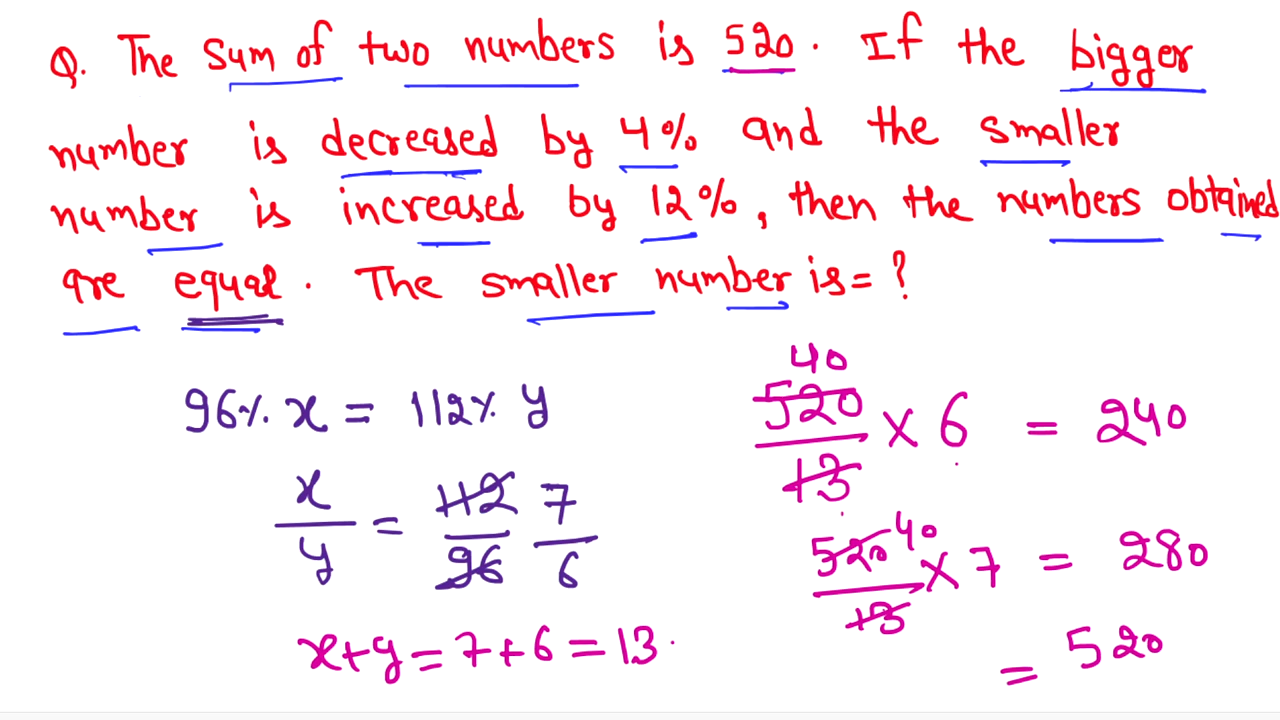 Q. The Sum of two numbers is 520. If the bigger
number is decreased by 4% and the smaller
number is increased by 12%, then the numbers obtained
are equal. The smaller number is = ?
96% x = 112% y
x/y = 112/96 7/6
x+y = 7+6 = 13.
40
520/13 × 6 = 240
520/13 40 × 7 = 280
= 520